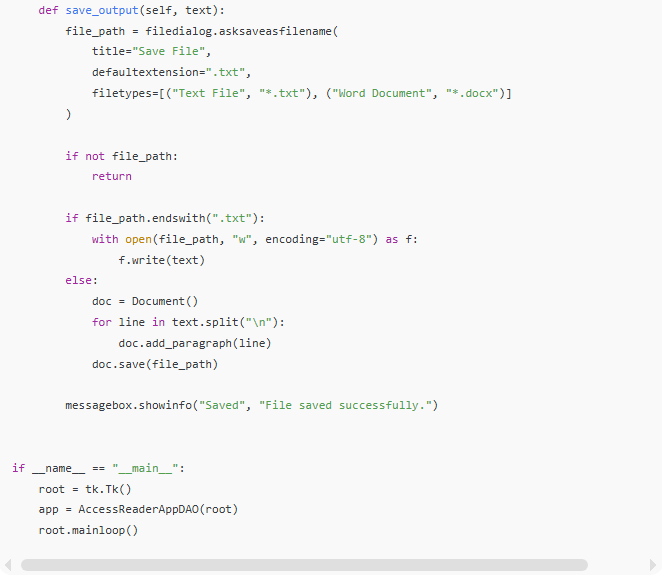 def save_output(self, text):
        file_path = filedialog.asksaveasfilename(
            title="Save File",
            defaultextension=".txt",
            filetypes=[("Text File", "*.txt"), ("Word Document", "*.docx")]
        )

        if not file_path:
            return

        if file_path.endswith(".txt"):
            with open(file_path, "w", encoding="utf-8") as f:
                f.write(text)
        else:
            doc = Document()
            for line in text.split("\n"):
                doc.add_paragraph(line)
            doc.save(file_path)

        messagebox.showinfo("Saved", "File saved successfully.")


if __name__ == "__main__":
    root = tk.Tk()
    app = AccessReaderAppDAO(root)
    root.mainloop()